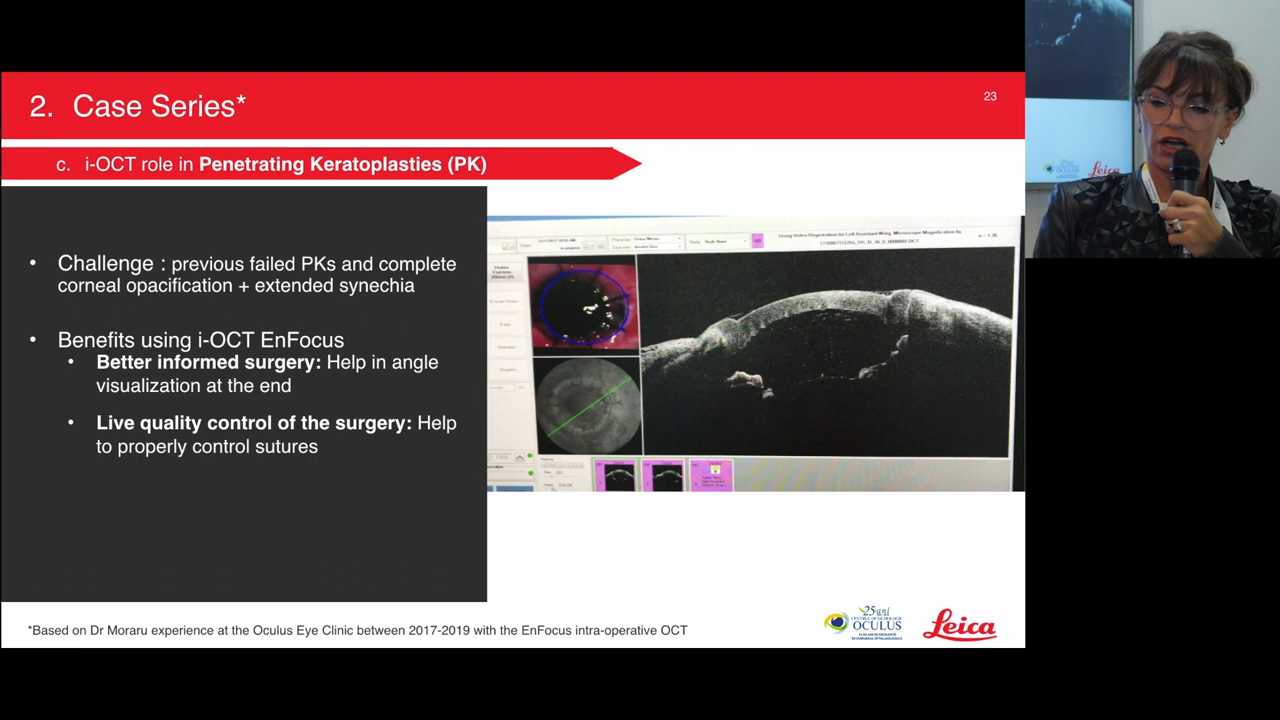 2. Case Series*
23
c. i-OCT role in Penetrating Keratoplasties (PK)
• Challenge : previous failed PKs and complete
corneal opacification + extended synechia
• Benefits using i-OCT EnFocus
• Better informed surgery: Help in angle
visualization at the end
• Live quality control of the surgery: Help
to properly control sutures
*Based on Dr Moraru experience at the Oculus Eye Clinic between 2017-2019 with the EnFocus intra-operative OCT
25 ani
OCULUS
Leica
Leica